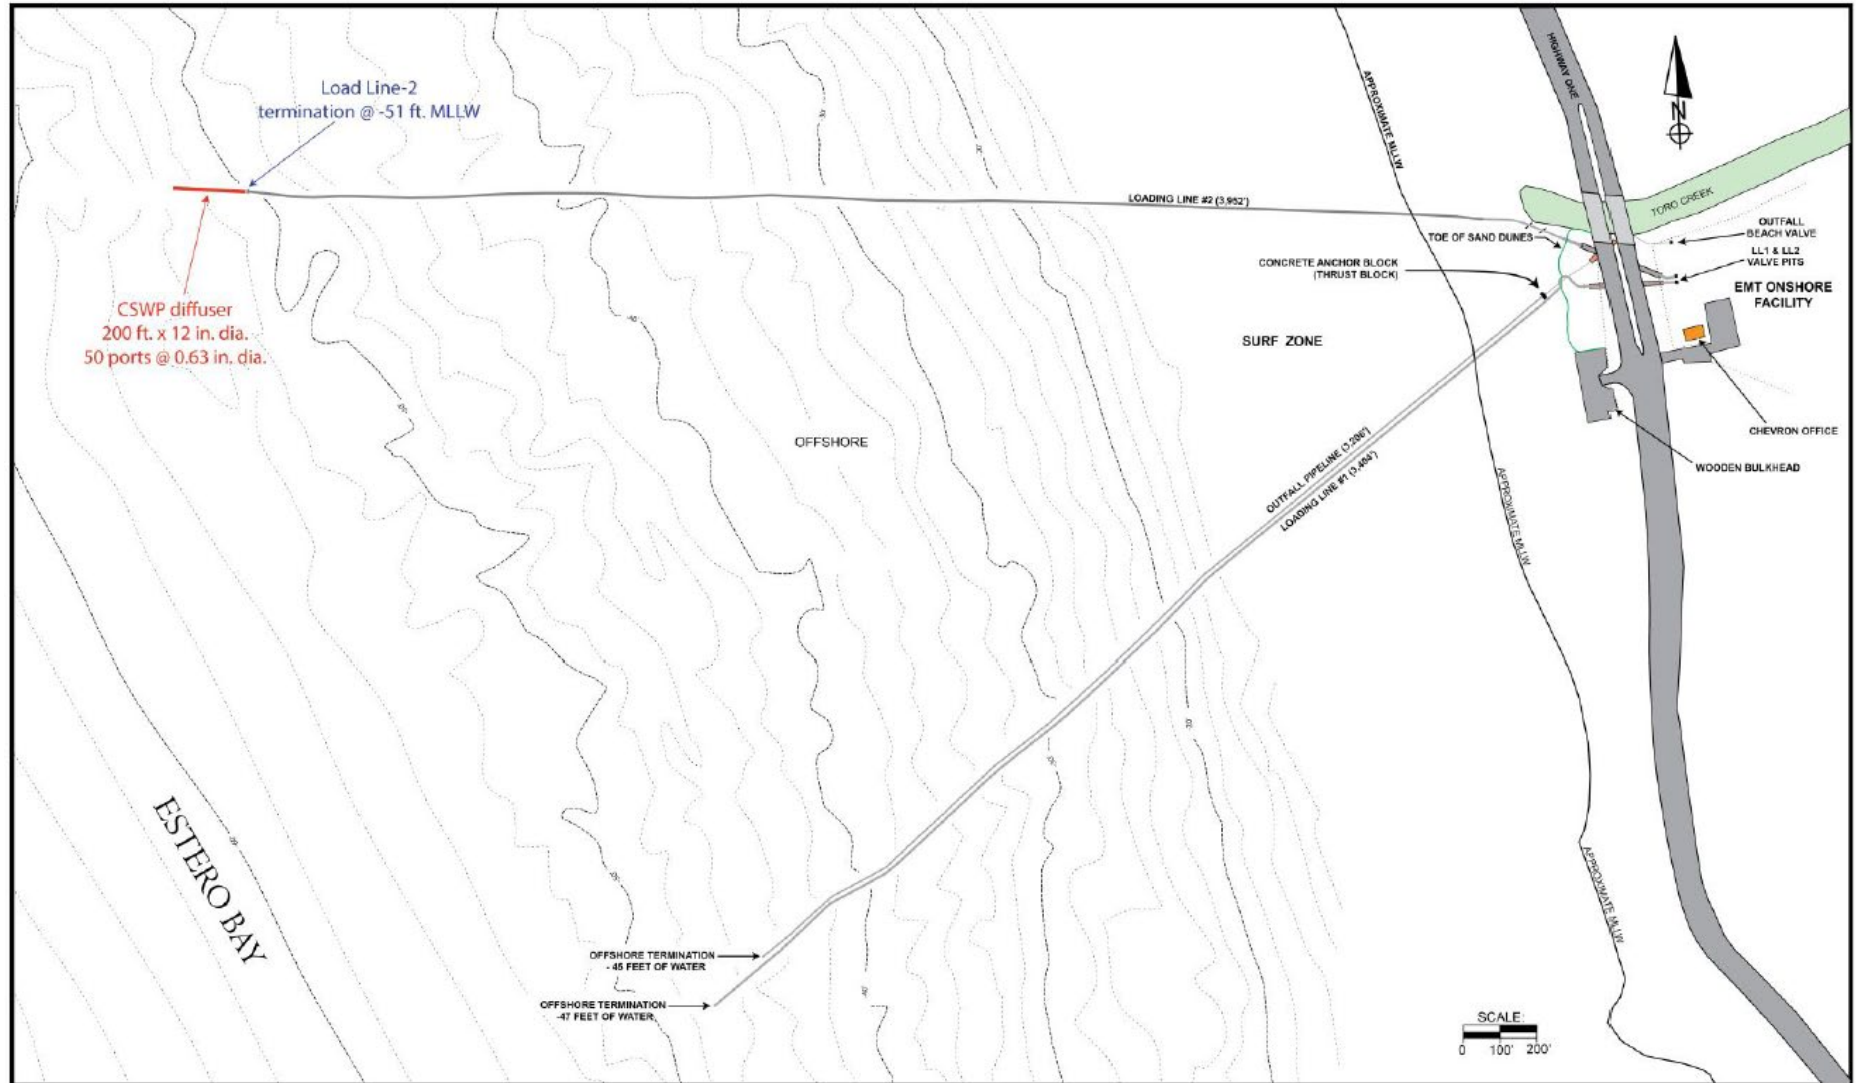 Load Line-2
termination @ -51 ft. MLLW
CSWP diffuser
200 ft. x 12 in. dia.
50 ports @ 0.63 in. dia.
HIGHWAY ONE
N
APPROXIMATE MLLW
LOADING LINE #2 (3,952')
TORO CREEK
OUTFALL
BEACH VALVE
TOE OF SAND DUNES
LL1 & LL2
VALVE PITS
CONCRETE ANCHOR BLOCK
(THRUST BLOCK)
EMT ONSHORE
FACILITY
SURF ZONE
CHEVRON OFFICE
WOODEN BULKHEAD
OFFSHORE
OUTFALL PIPELINE (3,206')
LOADING LINE #1 (3,404')
APPROXIMATE MLLW
ESTERO BAY
APPROXIMATE MLLW
OFFSHORE TERMINATION
- 45 FEET OF WATER
OFFSHORE TERMINATION
-47 FEET OF WATER
SCALE:
0 100' 200'